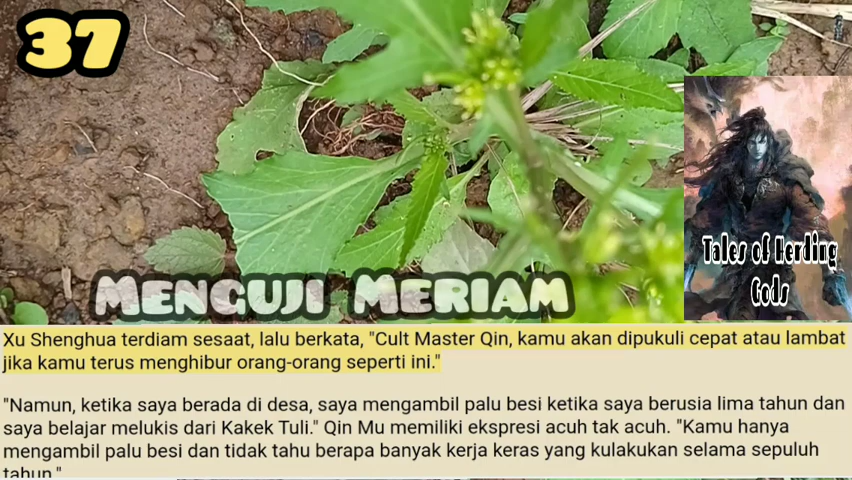 37
Tales of Herding
Gods
Menguji Meriam
Xu Shenghua terdiam sesaat, lalu berkata, "Cult Master Qin, kamu akan dipukuli cepat atau lambat
jika kamu terus menghibur orang-orang seperti ini."
"Namun, ketika saya berada di desa, saya mengambil palu besi ketika saya berusia lima tahun dan
saya belajar melukis dari Kakek Tuli." Qin Mu memiliki ekspresi acuh tak acuh. "Kamu hanya
mengambil palu besi dan tidak tahu berapa banyak kerja keras yang kulakukan selama sepuluh
tahun."